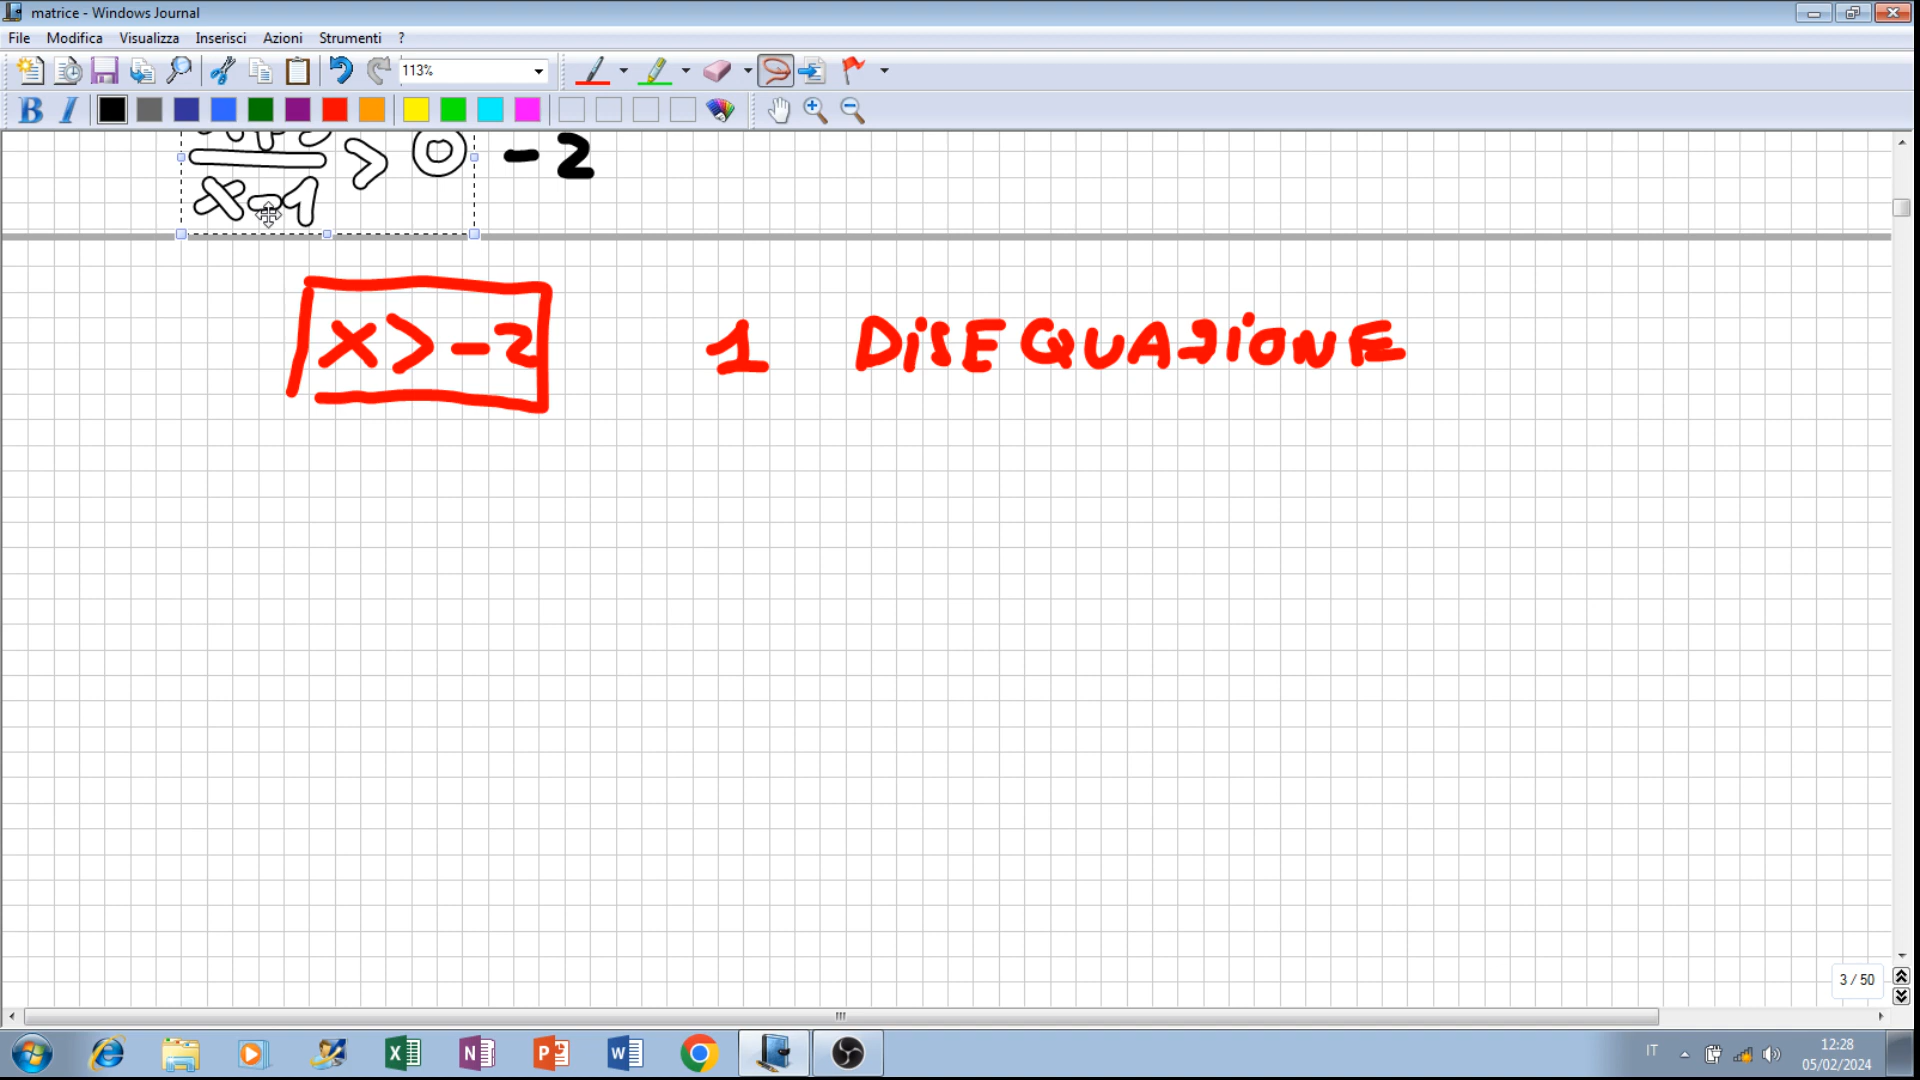 matrice - Windows Journal
File Modifica Visualizza Inserisci Azioni Strumenti ?
113%
B I
> 0 - 2
x-1
x > -2 1 DiSEQUAZiONE
3 / 50
IT
12:28
05/02/2024